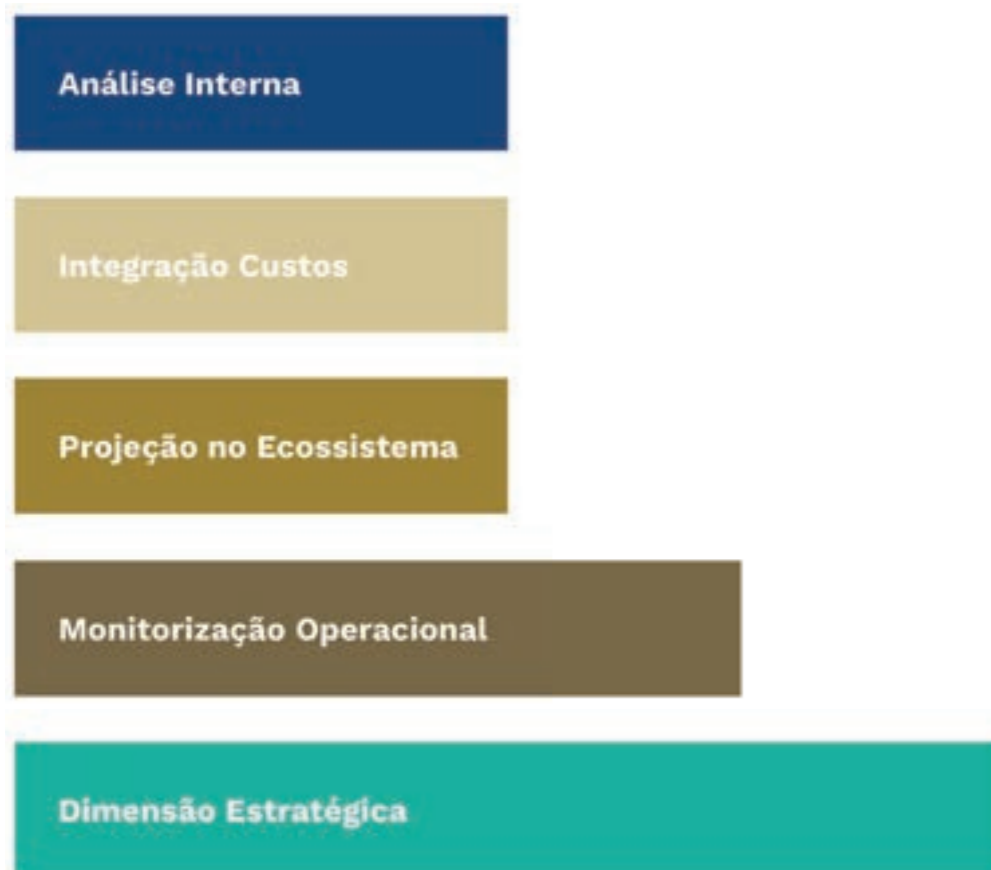 Análise Interna
Integração Custos
Projeção no Ecossistema
Monitorização Operacional
Dimensão Estratégica